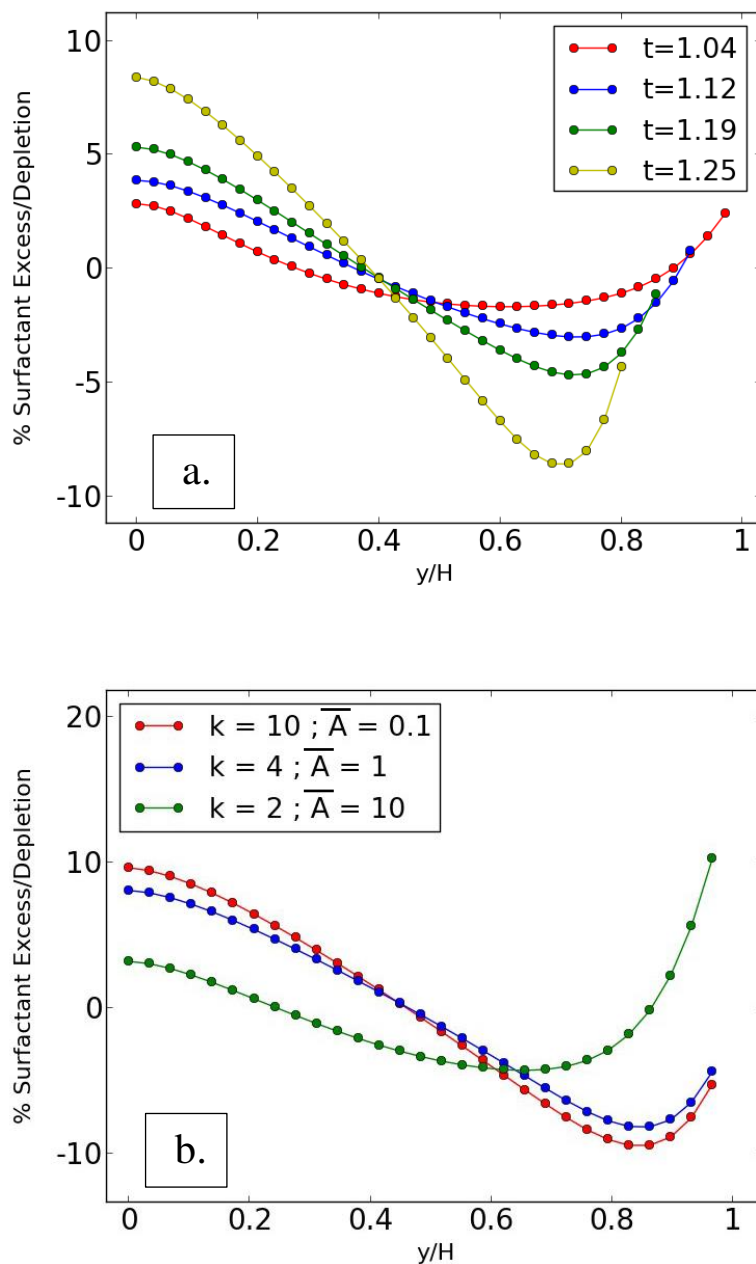 10
5
0
-5
-10
% Surfactant Excess/Depletion
t=1.04
t=1.12
t=1.19
t=1.25
a.
0 0.2 0.4 0.6 0.8 1
y/H
20
10
0
-10
% Surfactant Excess/Depletion
k = 10 ; A̅ = 0.1
k = 4 ; A̅ = 1
k = 2 ; A̅ = 10
b.
0 0.2 0.4 0.6 0.8 1
y/H